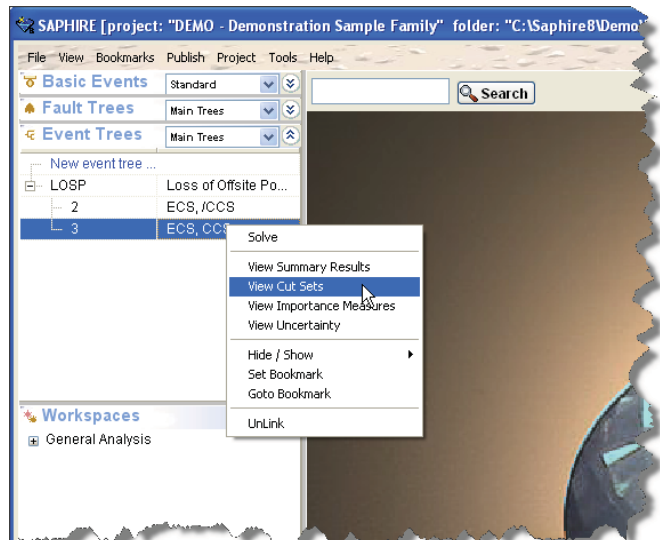 SAPHIRE [project: "DEMO - Demonstration Sample Family" folder: "C:\Saphire8\Demo"
File View Bookmarks Publish Project Tools Help
Basic Events Standard
Search
Fault Trees Main Trees
Event Trees Main Trees
New event tree ...
LOSP Loss of Offsite Po...
2 ECS, /CCS
3 ECS, CCS
Solve
View Summary Results
View Cut Sets
View Importance Measures
View Uncertainty
Hide / Show
Set Bookmark
Goto Bookmark
UnLink
Workspaces
General Analysis